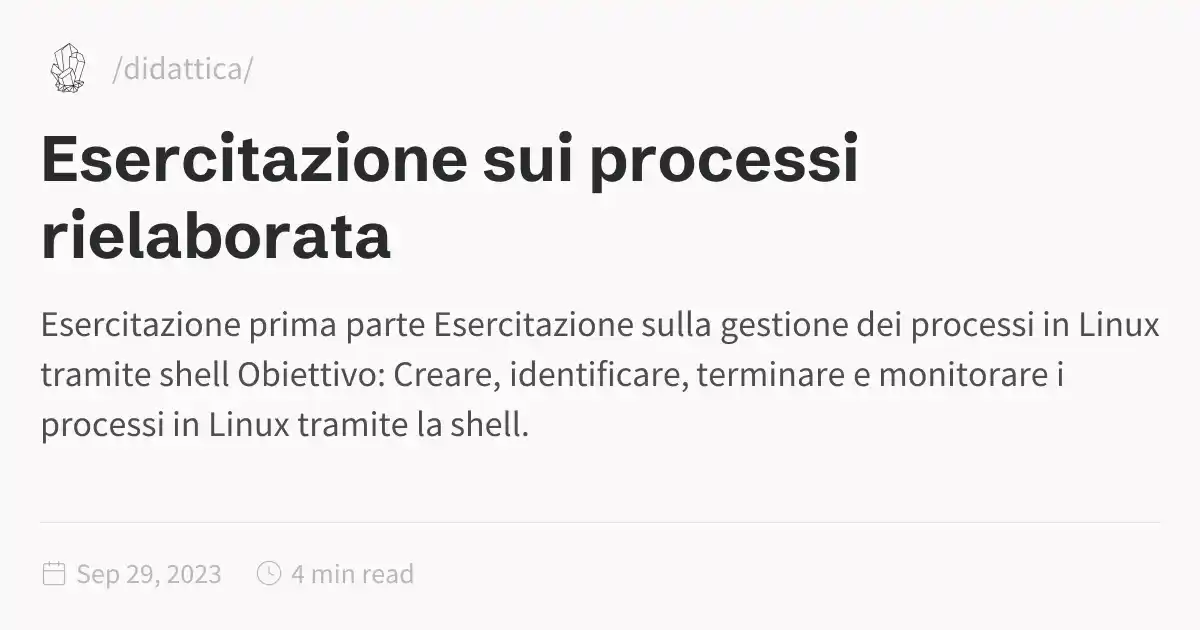 /didattica/
Esercitazione sui processi
rielaborata
Esercitazione prima parte Esercitazione sulla gestione dei processi in Linux
tramite shell Obiettivo: Creare, identificare, terminare e monitorare i
processi in Linux tramite la shell.
Sep 29, 2023 4 min read